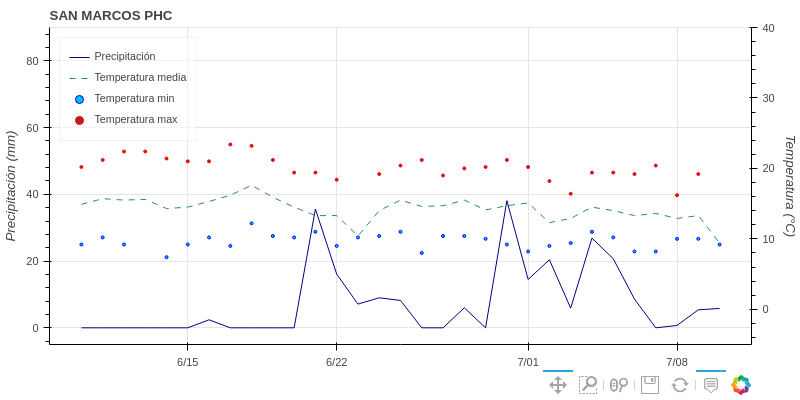 SAN MARCOS PHC
Precipitación
Temperatura media
Temperatura min
Temperatura max
Precipitación (mm)
80
60
40
20
0
Temperatura (°C)
40
30
20
10
0
6/15 6/22 7/01 7/08